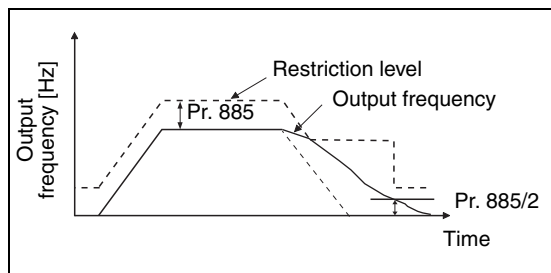 Restriction level
Output frequency
Pr. 885
Output
frequency [Hz]
Pr. 885/2
Time